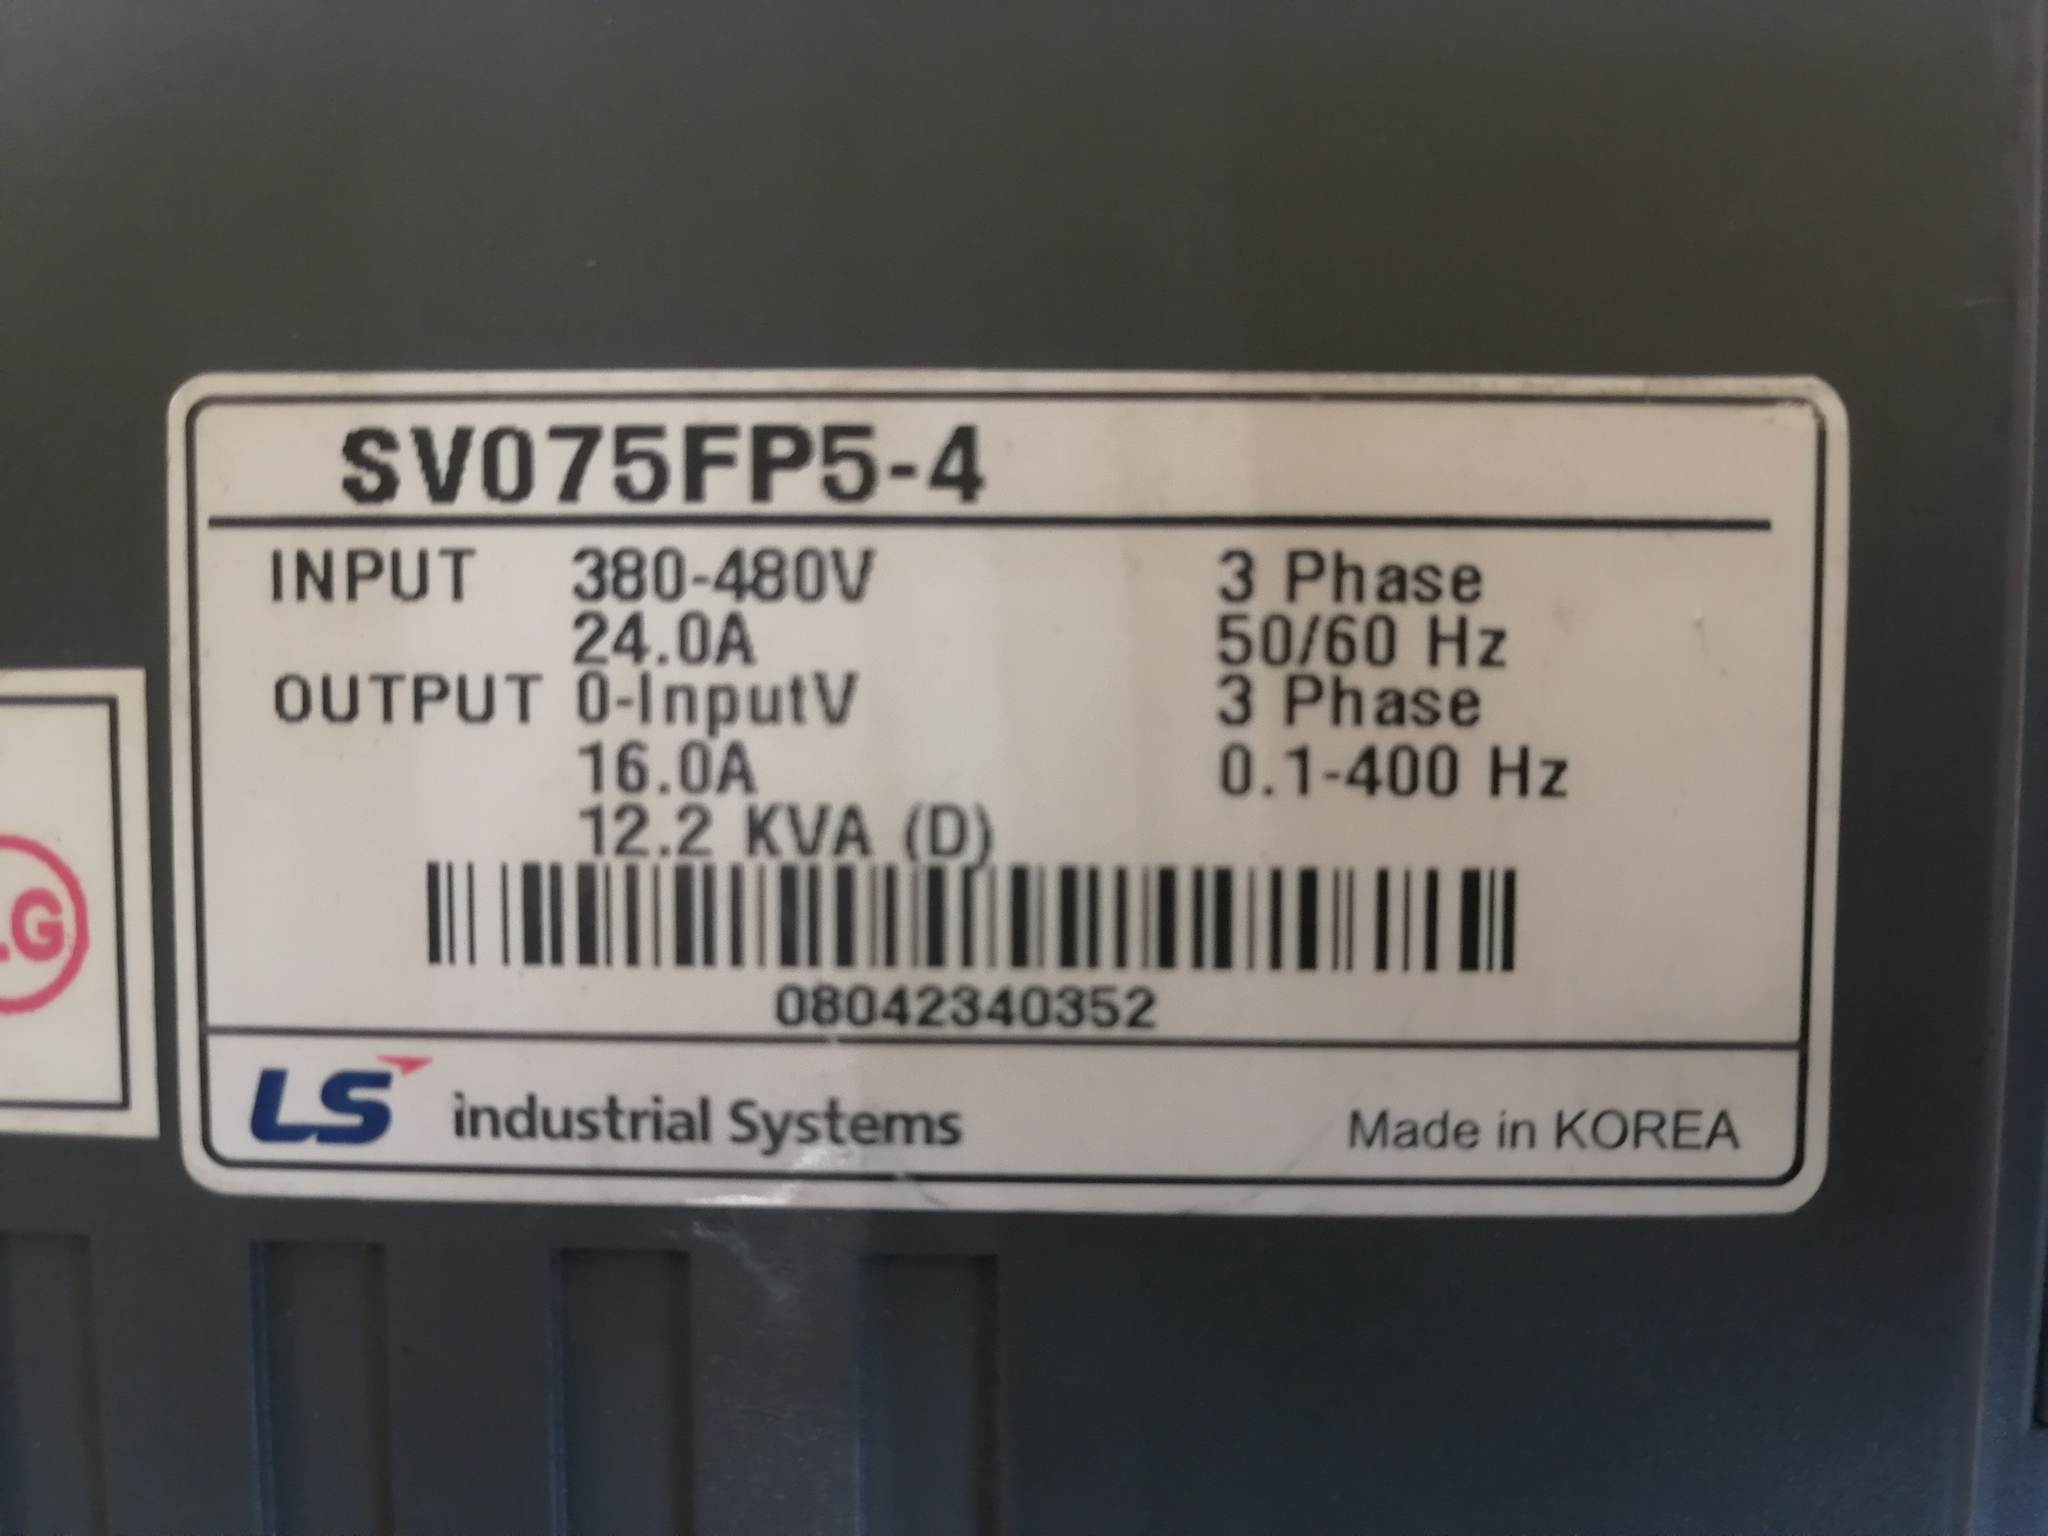 SV075FP5-4
INPUT 380-480V 3 Phase
24.0A 50/60 Hz
OUTPUT 0-InputV 3 Phase
16.0A 0.1-400 Hz
12.2 KVA (D)
08042340352
LS industrial Systems Made in KOREA
.G